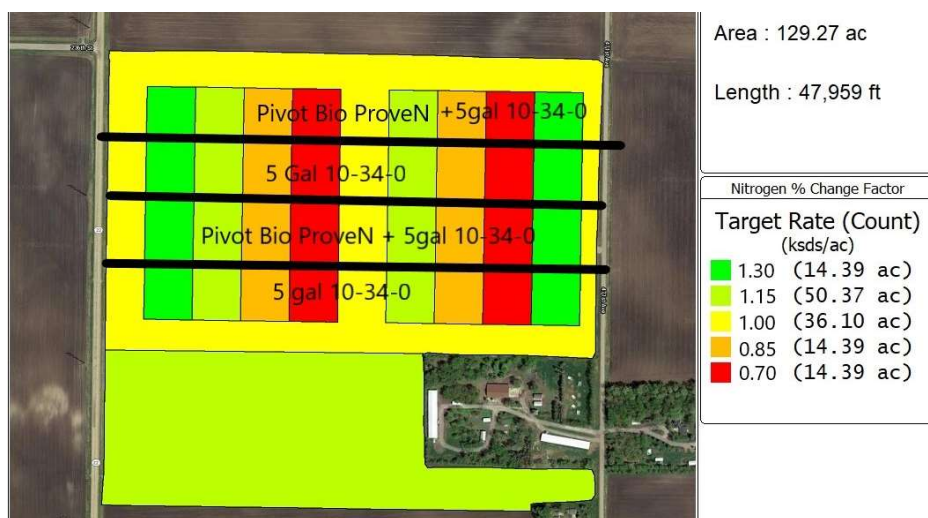 Area : 129.27 ac
Length : 47,959 ft
Pivot Bio ProveN +5gal 10-34-0
5 Gal 10-34-0
Pivot Bio ProveN + 5gal 10-34-0
5 gal 10-34-0
Nitrogen % Change Factor
Target Rate (Count)
(ksds/ac)
1.30 (14.39 ac)
1.15 (50.37 ac)
1.00 (36.10 ac)
0.85 (14.39 ac)
0.70 (14.39 ac)